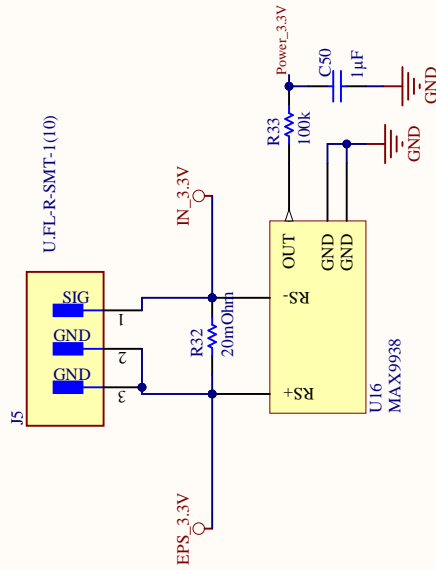 U.FL-R-SMT-1(10)
J5
SIG
GND
GND
1
2
3
IN_3.3V
EPS_3.3V
R32
20mOhm
RS-
RS+
OUT
GND
GND
U16
MAX9938
R33
100k
Power_3.3V
C50
1µF
GND
GND